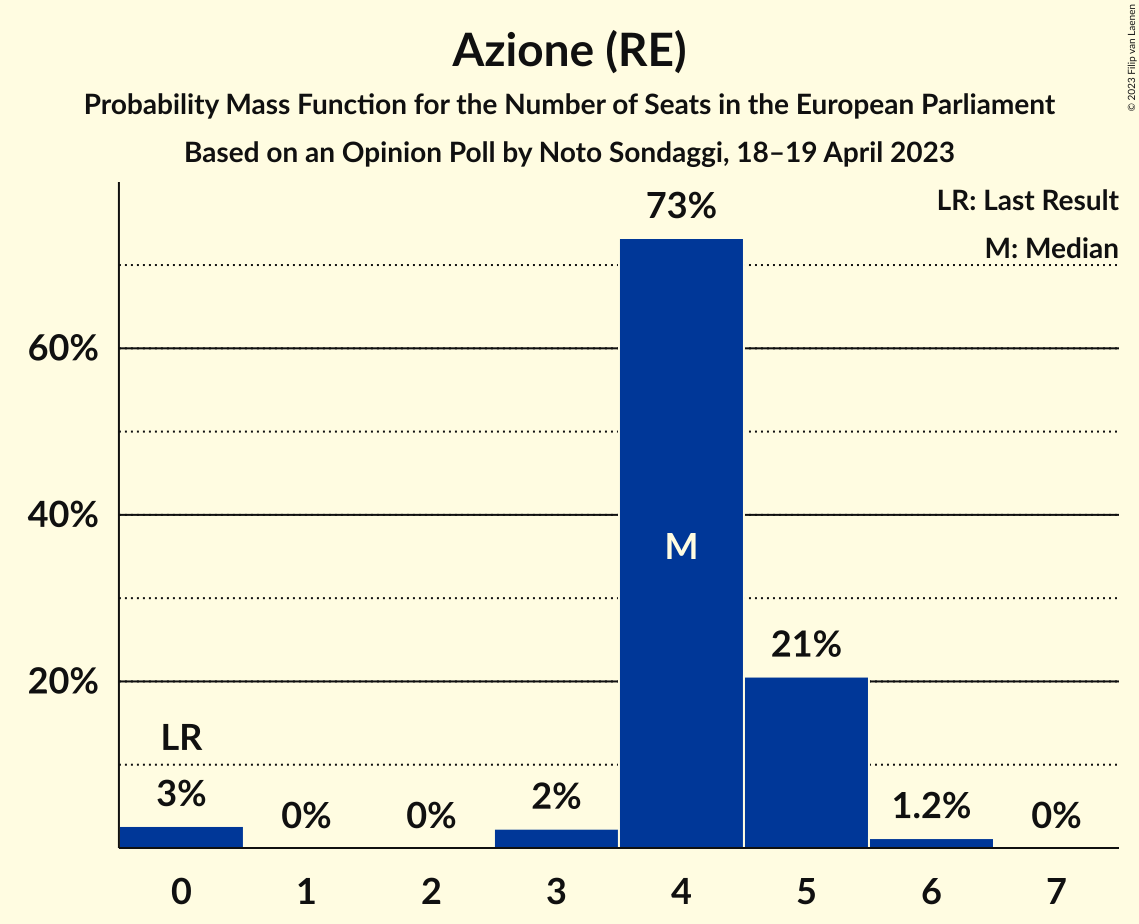 Azione (RE)
Probability Mass Function for the Number of Seats in the European Parliament
Based on an Opinion Poll by Noto Sondaggi, 18–19 April 2023
© 2023 Filip van Laenen
LR: Last Result
M: Median
73%
60%
40%
M
21%
20%
LR
3%
0%
0%
2%
1.2%
0%
0
1
2
3
4
5
6
7